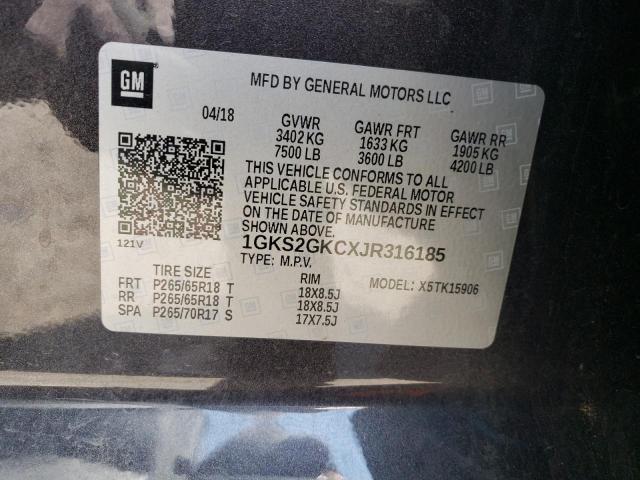 GM
MFD BY GENERAL MOTORS LLC
04/18 GVWR GAWR FRT GAWR RR
3402 KG 1633 KG 1905 KG
7500 LB 3600 LB 4200 LB
THIS VEHICLE CONFORMS TO ALL
APPLICABLE U.S. FEDERAL MOTOR
VEHICLE SAFETY STANDARDS IN EFFECT
ON THE DATE OF MANUFACTURE
SHOWN ABOVE.
1GKS2GKCXJR316185
121V
TYPE: M.P.V.
TIRE SIZE RIM MODEL: X5TK15906
FRT P265/65R18 T 18X8.5J
RR P265/65R18 T 18X8.5J
SPA P265/70R17 S 17X7.5J